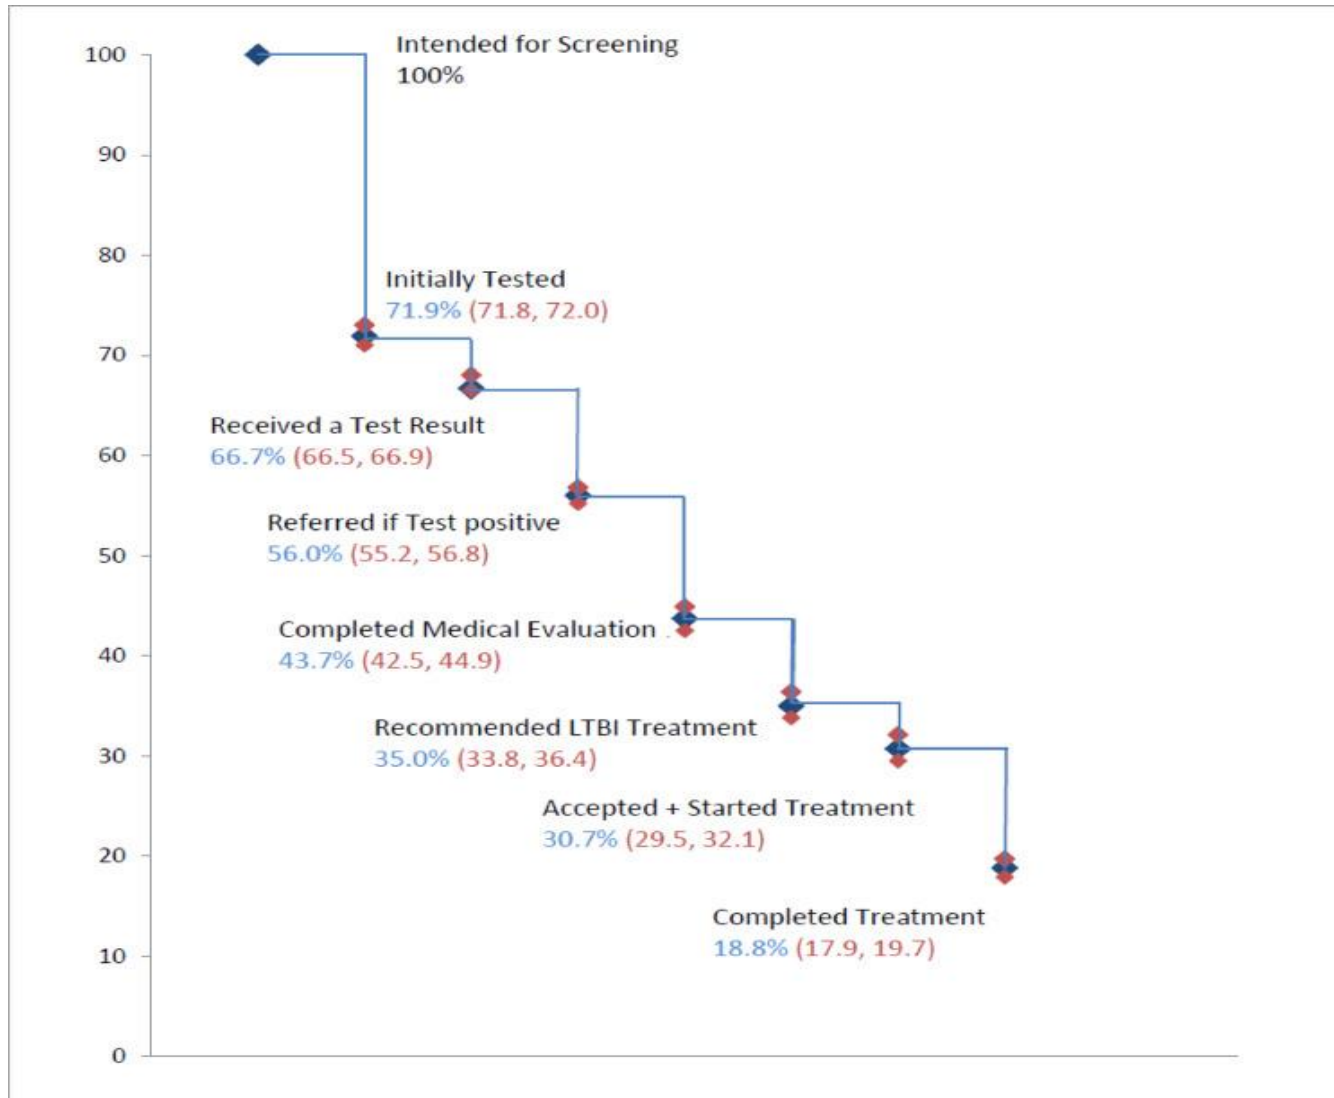 100
Intended for Screening
100%
90
80
Initially Tested
71.9% (71.8, 72.0)
70
Received a Test Result
66.7% (66.5, 66.9)
60
Referred if Test positive
56.0% (55.2, 56.8)
50
Completed Medical Evaluation
43.7% (42.5, 44.9)
40
Recommended LTBI Treatment
35.0% (33.8, 36.4)
30
Accepted + Started Treatment
30.7% (29.5, 32.1)
20
Completed Treatment
18.8% (17.9, 19.7)
10
0